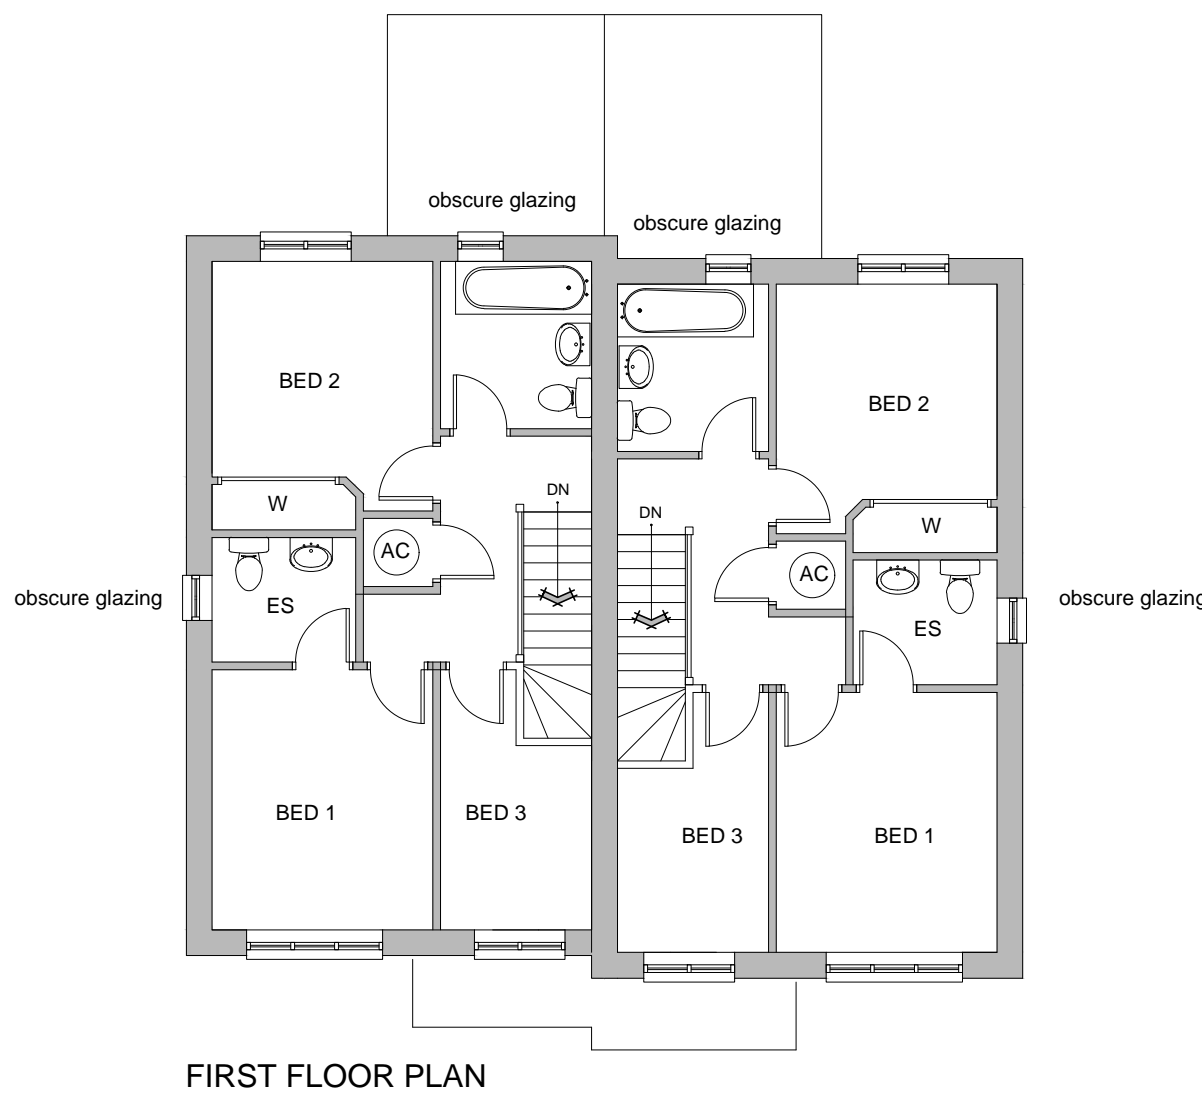 obscure glazing
obscure glazing
BED 2
BED 2
DN
W
DN
W
AC
AC
obscure glazing
ES
obscure glazing
ES
BED 1
BED 3
BED 3
BED 1
FIRST FLOOR PLAN